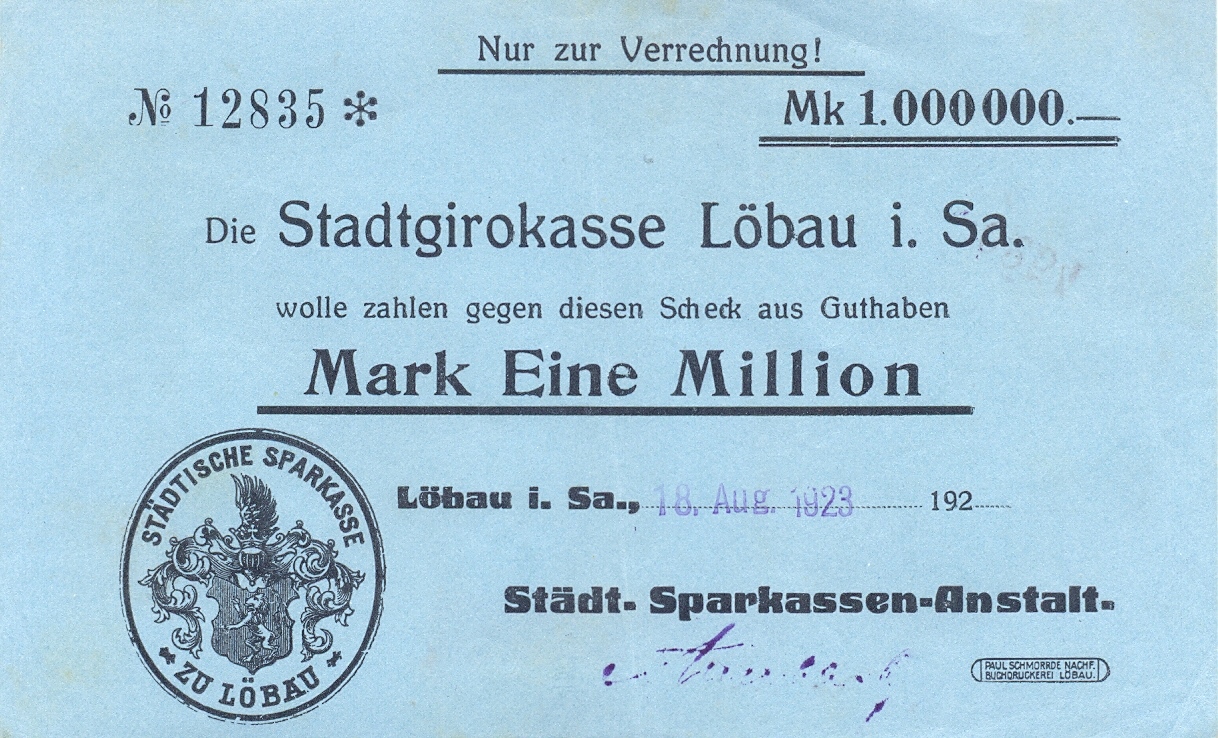 Nur zur Verrechnung!
№ 12835 *
Mk 1.000000.—
Die Stadtgirokasse Löbau i. Sa.
wolle zahlen gegen diesen Scheck aus Guthaben
Mark Eine Million
STÄDTISCHE SPARKASSE
ZU LÖBAU
Löbau i. Sa., 18. Aug. 1923 192
Städt. Sparkassen-Anstalt.
PAUL SCHMORRDE NACHF.
BUCHDRUCKEREI LÖBAU.